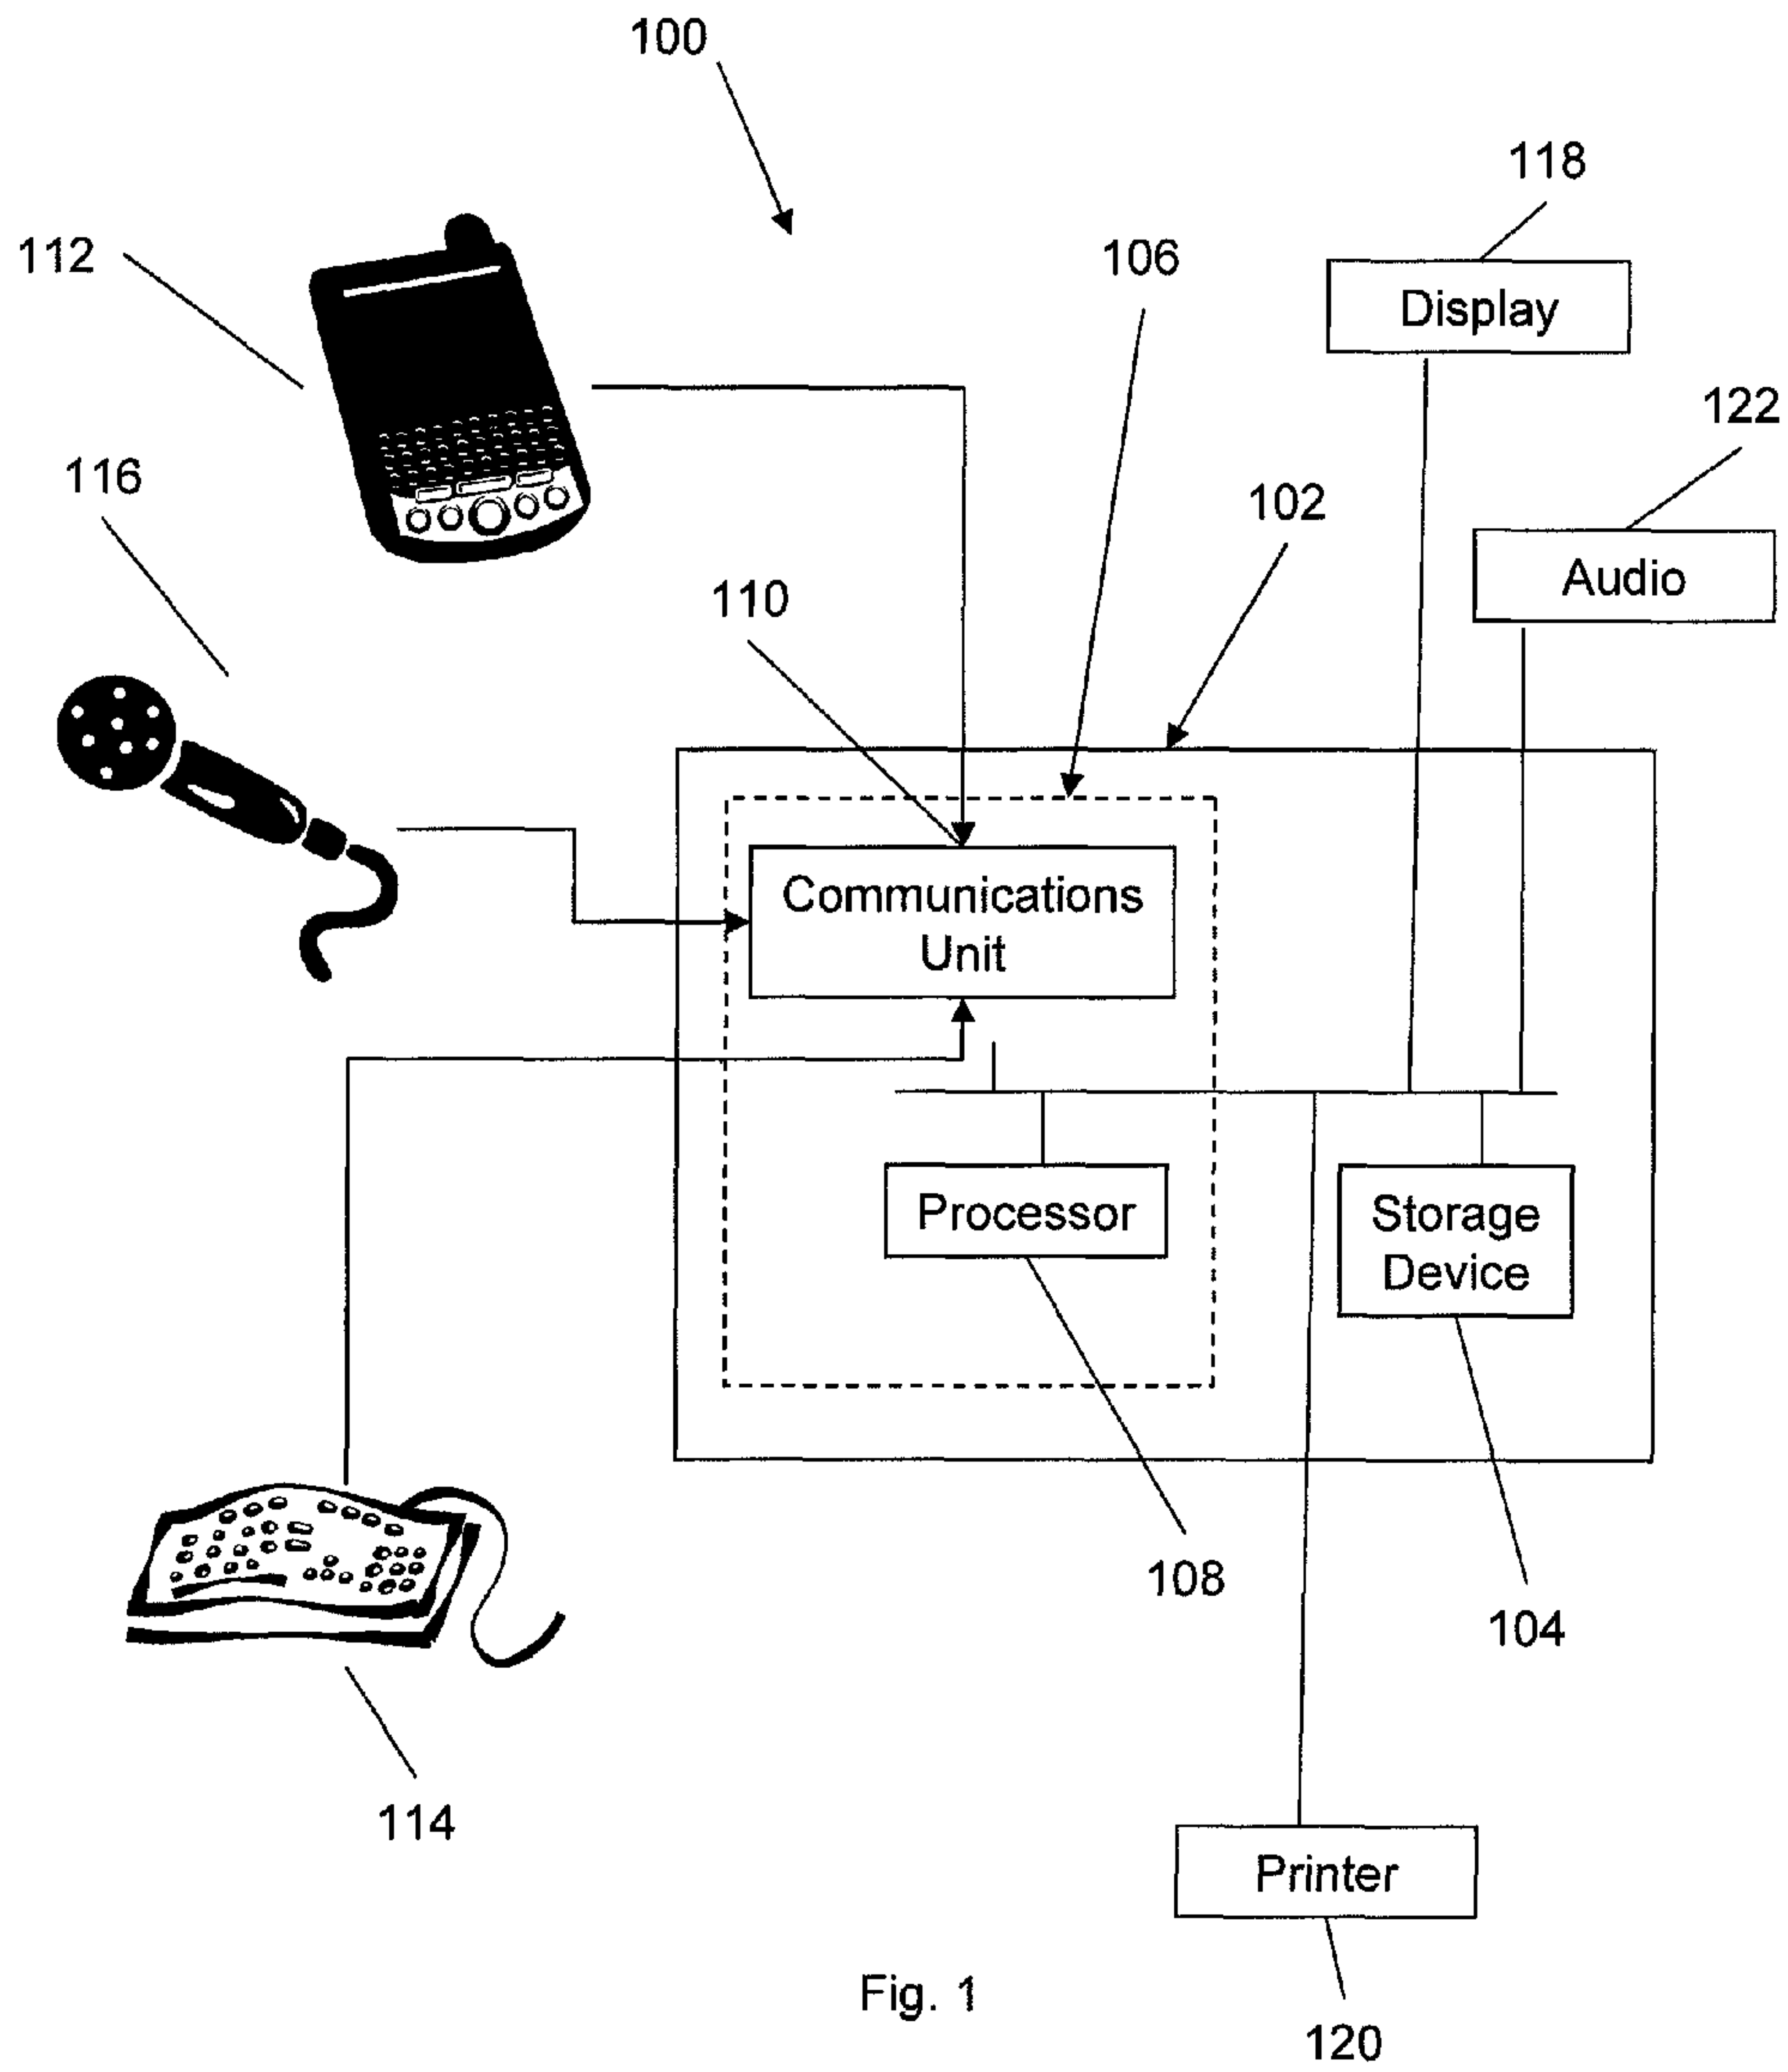 100
118
Display
112
106
122
Audio
116
102
110
Communications
Unit
Processor
Storage
Device
108
104
114
Printer
Fig. 1
120